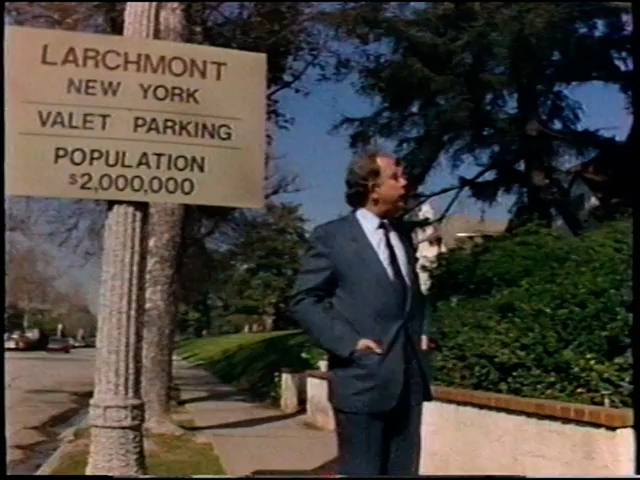 LARCHMONT
NEW YORK
VALET PARKING
POPULATION
$2,000,000